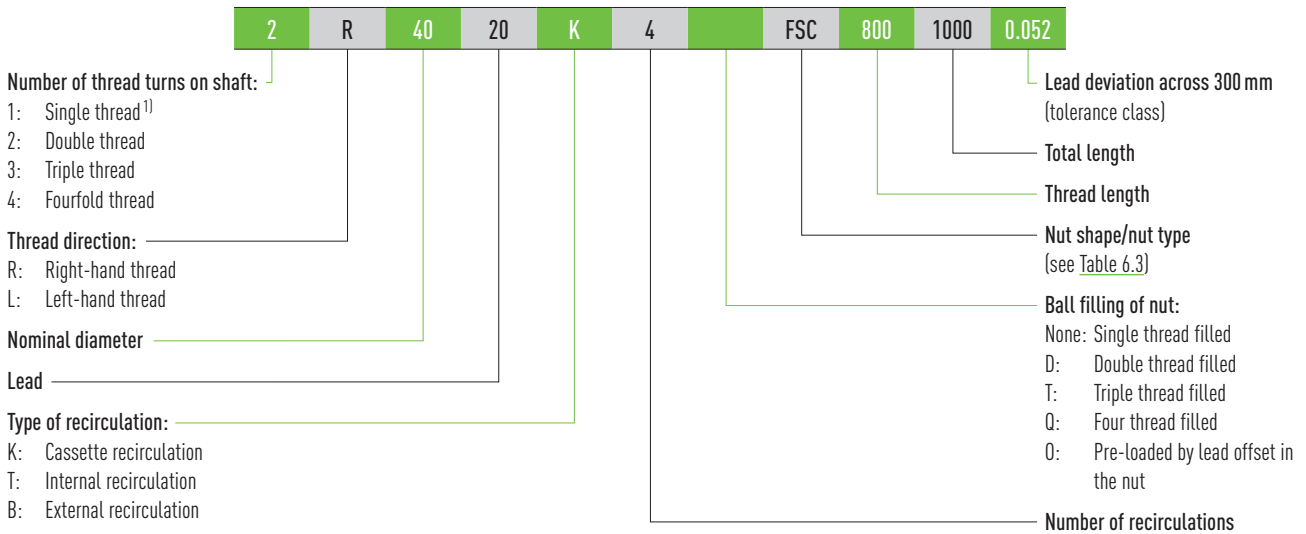 2 R 40 20 K 4 FSC 800 1000 0.052
Number of thread turns on shaft:
1: Single thread 1)
2: Double thread
3: Triple thread
4: Fourfold thread
Thread direction:
R: Right-hand thread
L: Left-hand thread
Nominal diameter
Lead
Type of recirculation:
K: Cassette recirculation
T: Internal recirculation
B: External recirculation
Lead deviation across 300 mm
(tolerance class)
Total length
Thread length
Nut shape/nut type
(see Table 6.3)
Ball filling of nut:
None: Single thread filled
D: Double thread filled
T: Triple thread filled
Q: Four thread filled
O: Pre-loaded by lead offset in
the nut
Number of recirculations